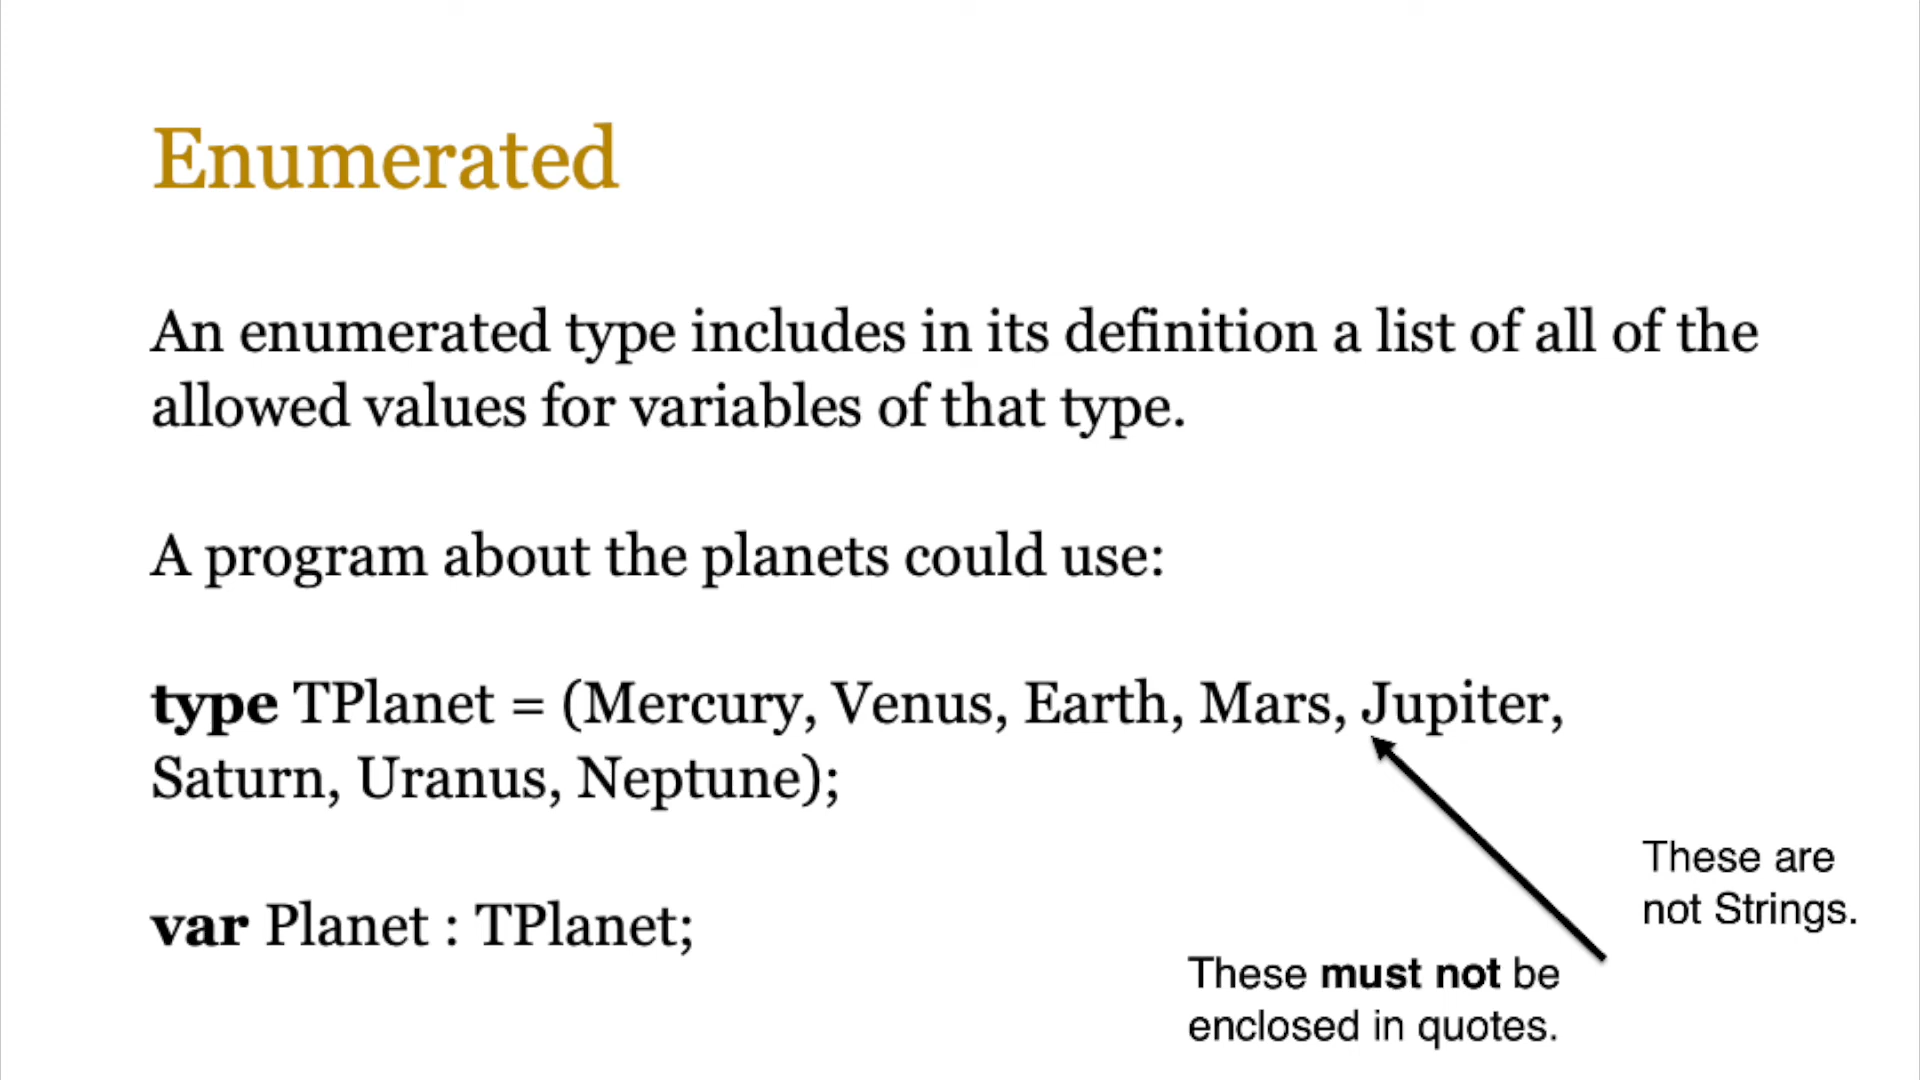 Enumerated
An enumerated type includes in its definition a list of all of the
allowed values for variables of that type.
A program about the planets could use:
type TPlanet = (Mercury, Venus, Earth, Mars, Jupiter,
Saturn, Uranus, Neptune);
var Planet : TPlanet;
These are
not Strings.
These must not be
enclosed in quotes.